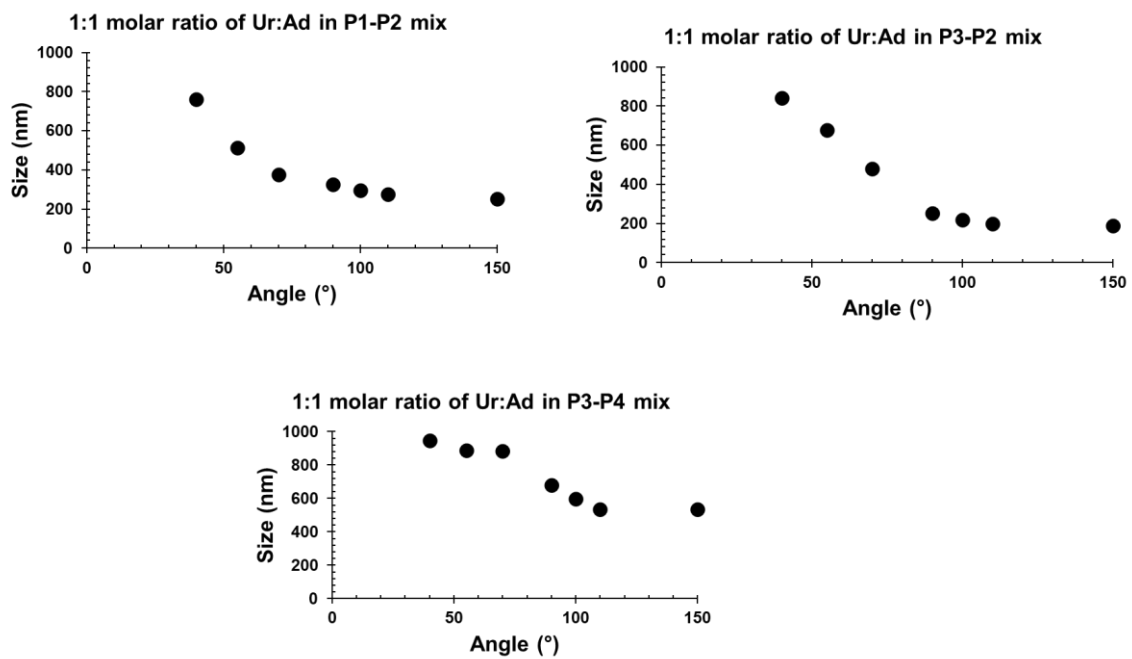 1:1 molar ratio of Ur:Ad in P1-P2 mix
1000
800
600
400
200
0
Size (nm)
0 50 100 150
Angle (°)
1:1 molar ratio of Ur:Ad in P3-P2 mix
1000
800
600
400
200
0
Size (nm)
0 50 100 150
Angle (°)
1:1 molar ratio of Ur:Ad in P3-P4 mix
1000
800
600
400
200
0
Size (nm)
0 50 100 150
Angle (°)